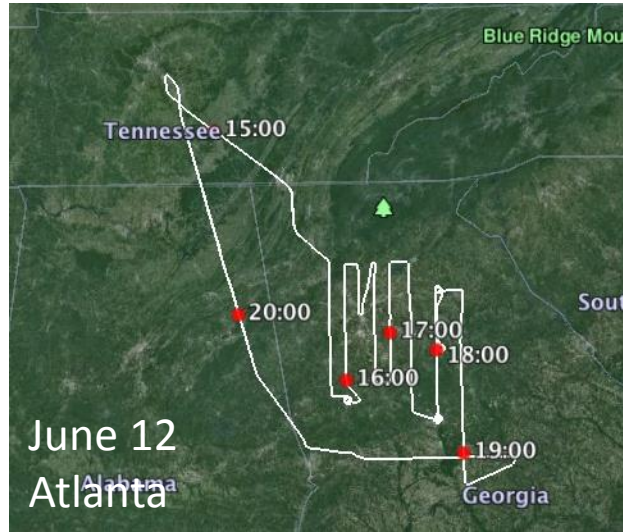 Blue Ridge Mou
Tennessee 15:00
Sout
20:00
17:00
18:00
16:00
19:00
June 12
Atlanta
Alabama
Georgia